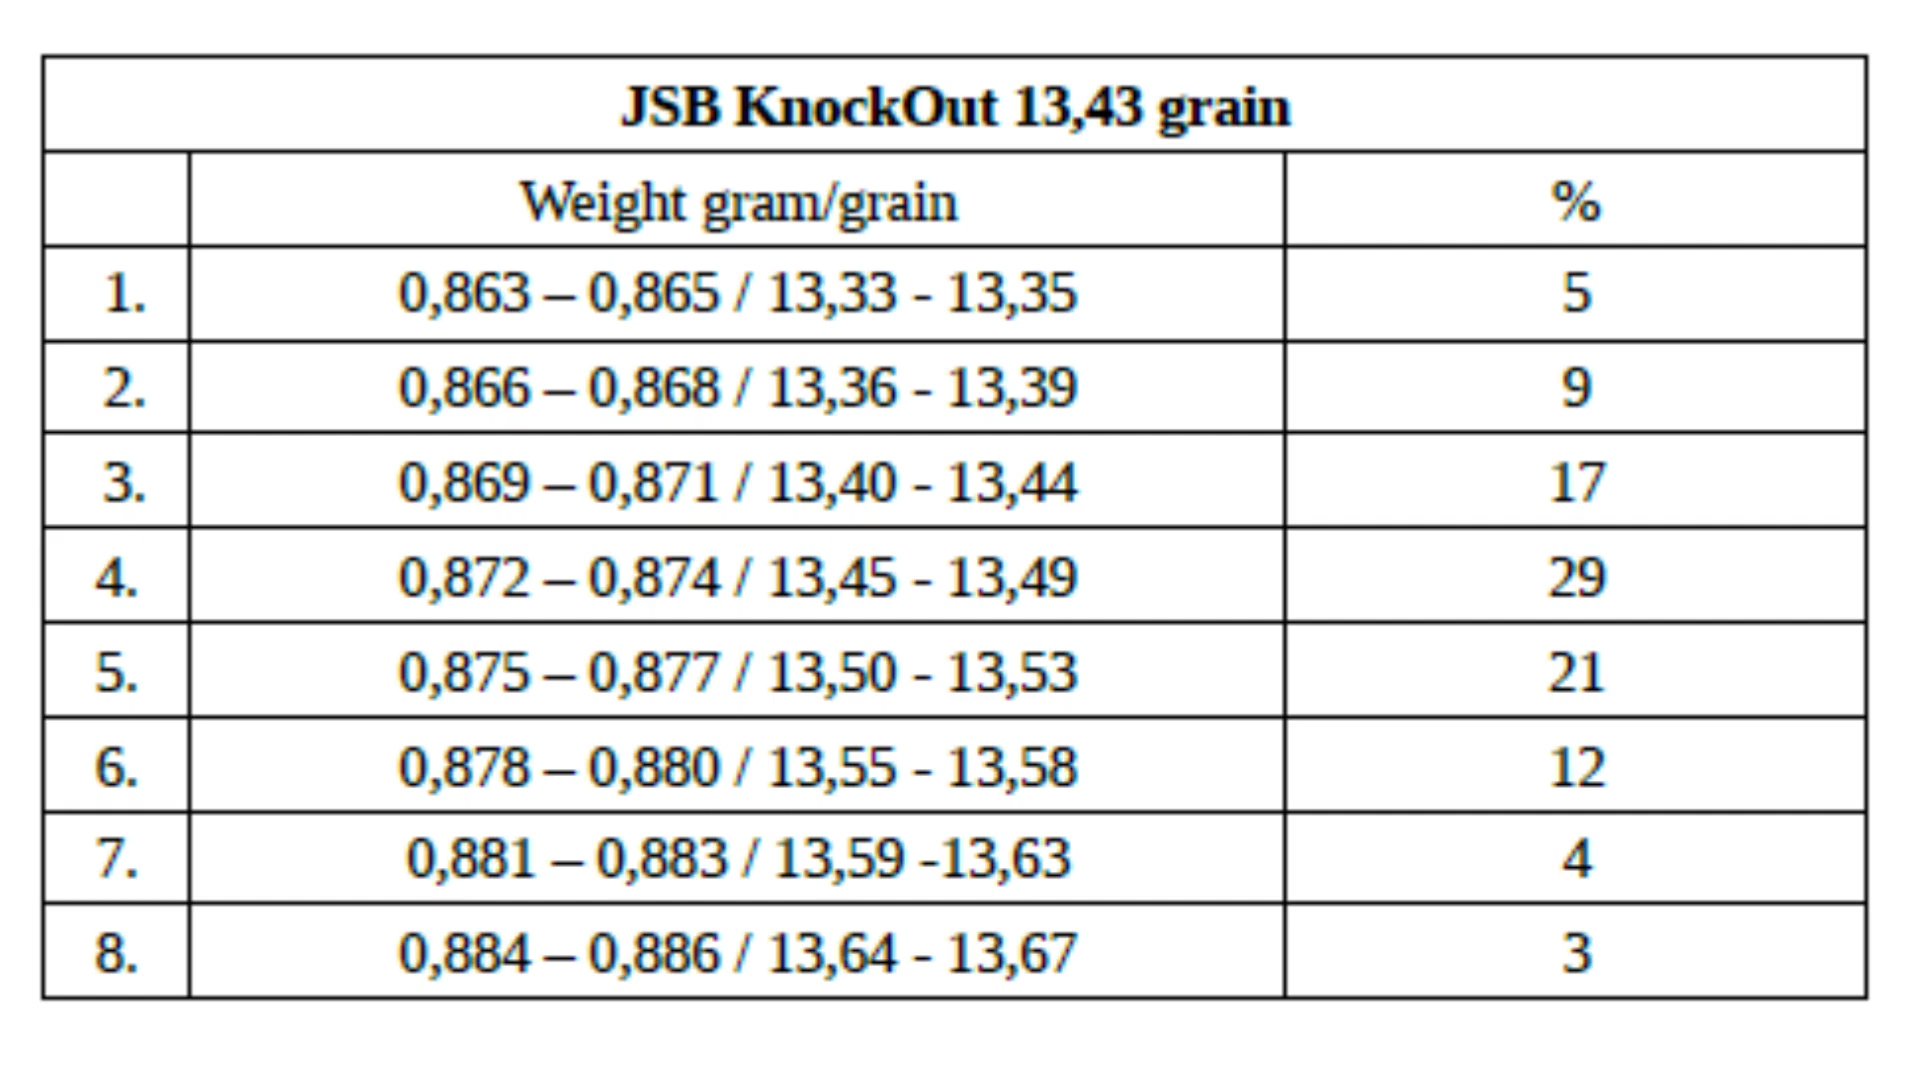 JSB KnockOut 13,43 grain
Weight gram/grain %
1. 0,863 – 0,865 / 13,33 - 13,35 5
2. 0,866 – 0,868 / 13,36 - 13,39 9
3. 0,869 – 0,871 / 13,40 - 13,44 17
4. 0,872 – 0,874 / 13,45 - 13,49 29
5. 0,875 – 0,877 / 13,50 - 13,53 21
6. 0,878 – 0,880 / 13,55 - 13,58 12
7. 0,881 – 0,883 / 13,59 -13,63 4
8. 0,884 – 0,886 / 13,64 - 13,67 3